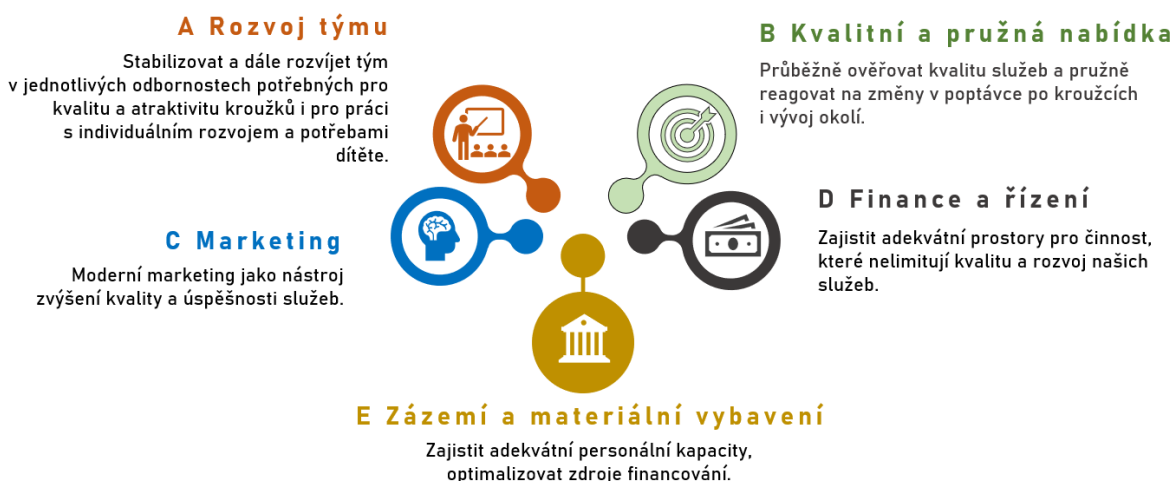 A Rozvoj týmu
Stabilizovat a dále rozvíjet tým
v jednotlivých odbornostech potřebných pro
kvalitu a atraktivitu kroužků i pro práci
s individuálním rozvojem a potřebami
dítěte.
B Kvalitní a pružná nabídka
Průběžně ověřovat kvalitu služeb a pružně
reagovat na změny v poptávce po kroužcích
i vývoj okolí.
C Marketing
Moderní marketing jako nástroj
zvýšení kvality a úspěšnosti služeb.
D Finance a řízení
Zajistit adekvátní prostory pro činnost,
které nelimitují kvalitu a rozvoj našich
služeb.
E Zázemí a materiální vybavení
Zajistit adekvátní personální kapacity,
optimalizovat zdroje financování.